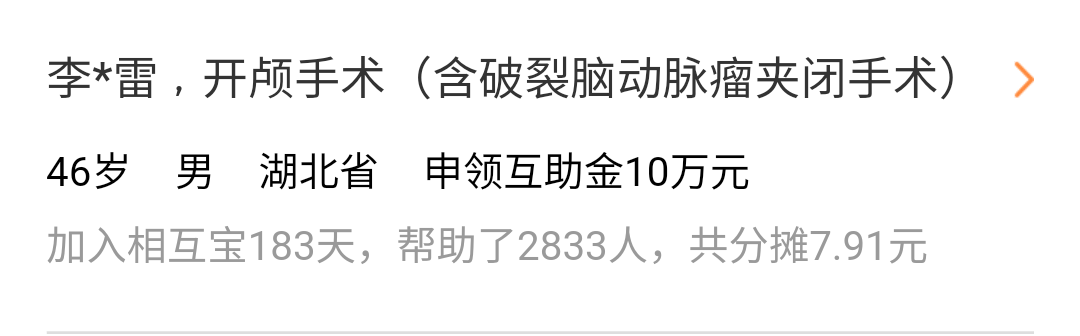 李*雷，开颅手术（含破裂脑动脉瘤夹闭手术）
46岁 男 湖北省 申领互助金10万元
加入相互宝183天，帮助了2833人，共分摊7.91元